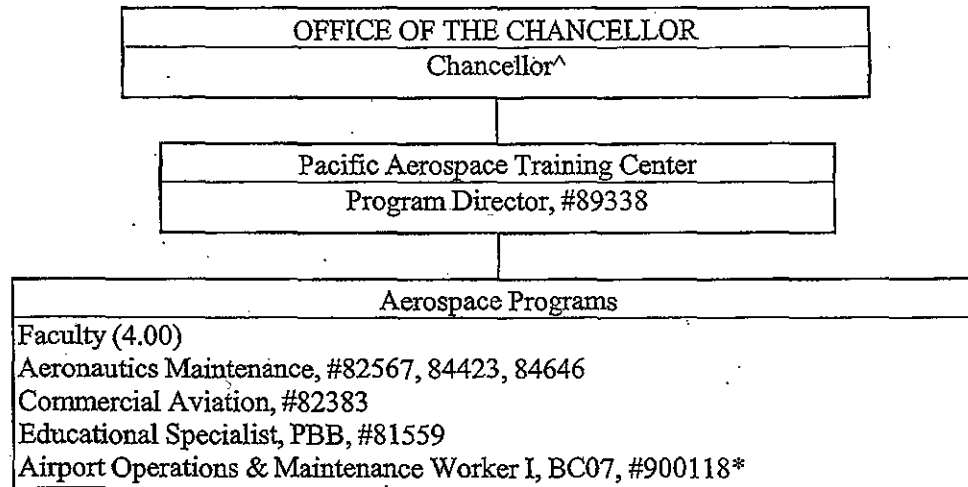 OFFICE OF THE CHANCELLOR
Chancellor^
Pacific Aerospace Training Center
Program Director, #89338
Aerospace Programs
Faculty (4.00)
Aeronautics Maintenance, #82567, 84423, 84646
Commercial Aviation, #82383
Educational Specialist, PBB, #81559
Airport Operations & Maintenance Worker I, BC07, #900118*